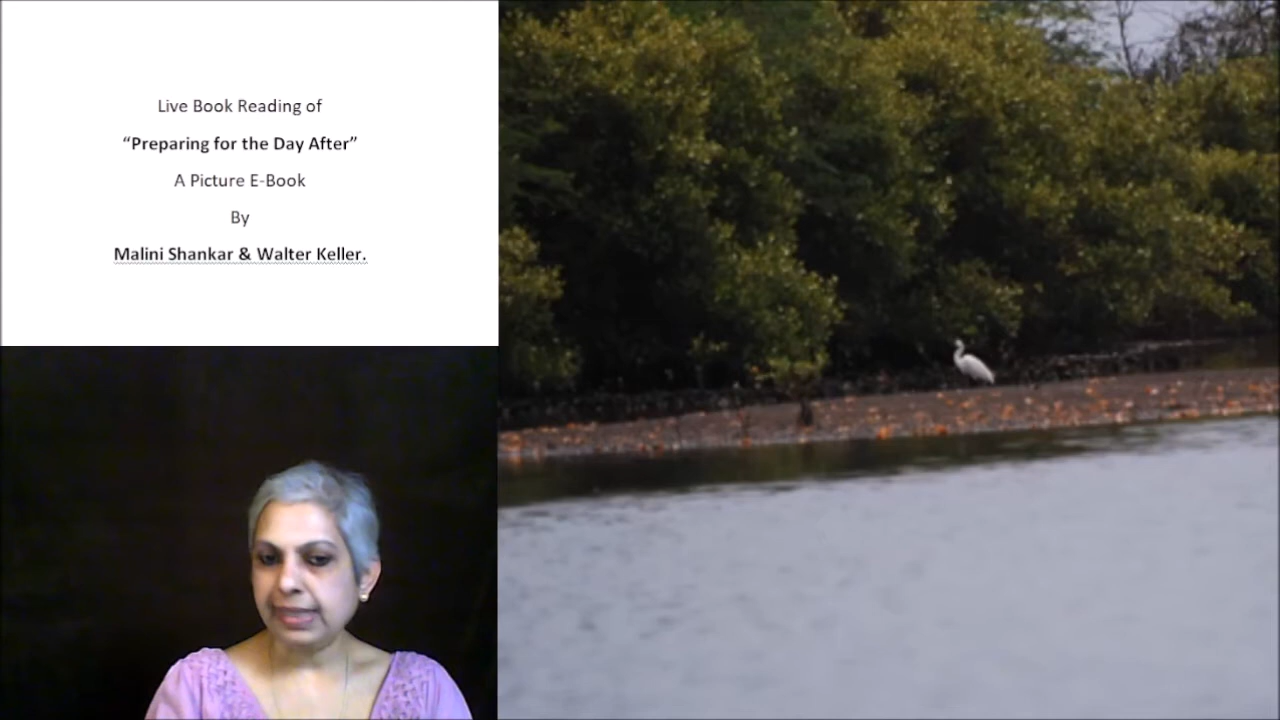 Live Book Reading of
“Preparing for the Day After”
A Picture E-Book
By
Malini Shankar & Walter Keller.